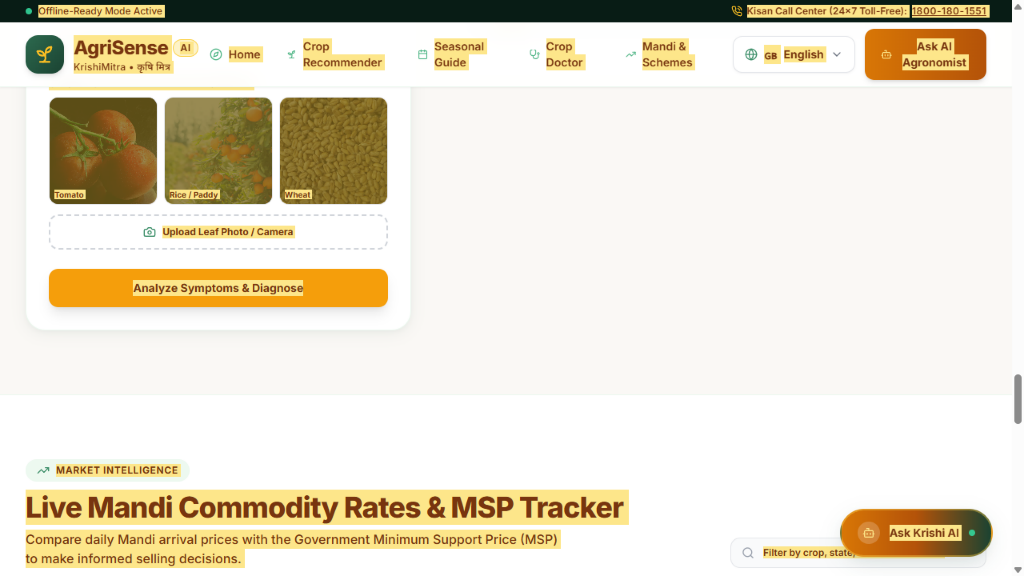 Offline-Ready Mode Active
Kisan Call Center (24×7 Toll-Free): 1800-180-1551
AgriSense AI
KrishiMitra • कृषि मित्र
Home
Crop
Recommender
Seasonal
Guide
Crop
Doctor
Mandi &
Schemes
GB English
Ask AI
Agronomist
Tomato
Rice / Paddy
Wheat
Upload Leaf Photo / Camera
Analyze Symptoms & Diagnose
MARKET INTELLIGENCE
Live Mandi Commodity Rates & MSP Tracker
Compare daily Mandi arrival prices with the Government Minimum Support Price (MSP)
to make informed selling decisions.
Filter by crop, state,
Ask Krishi AI